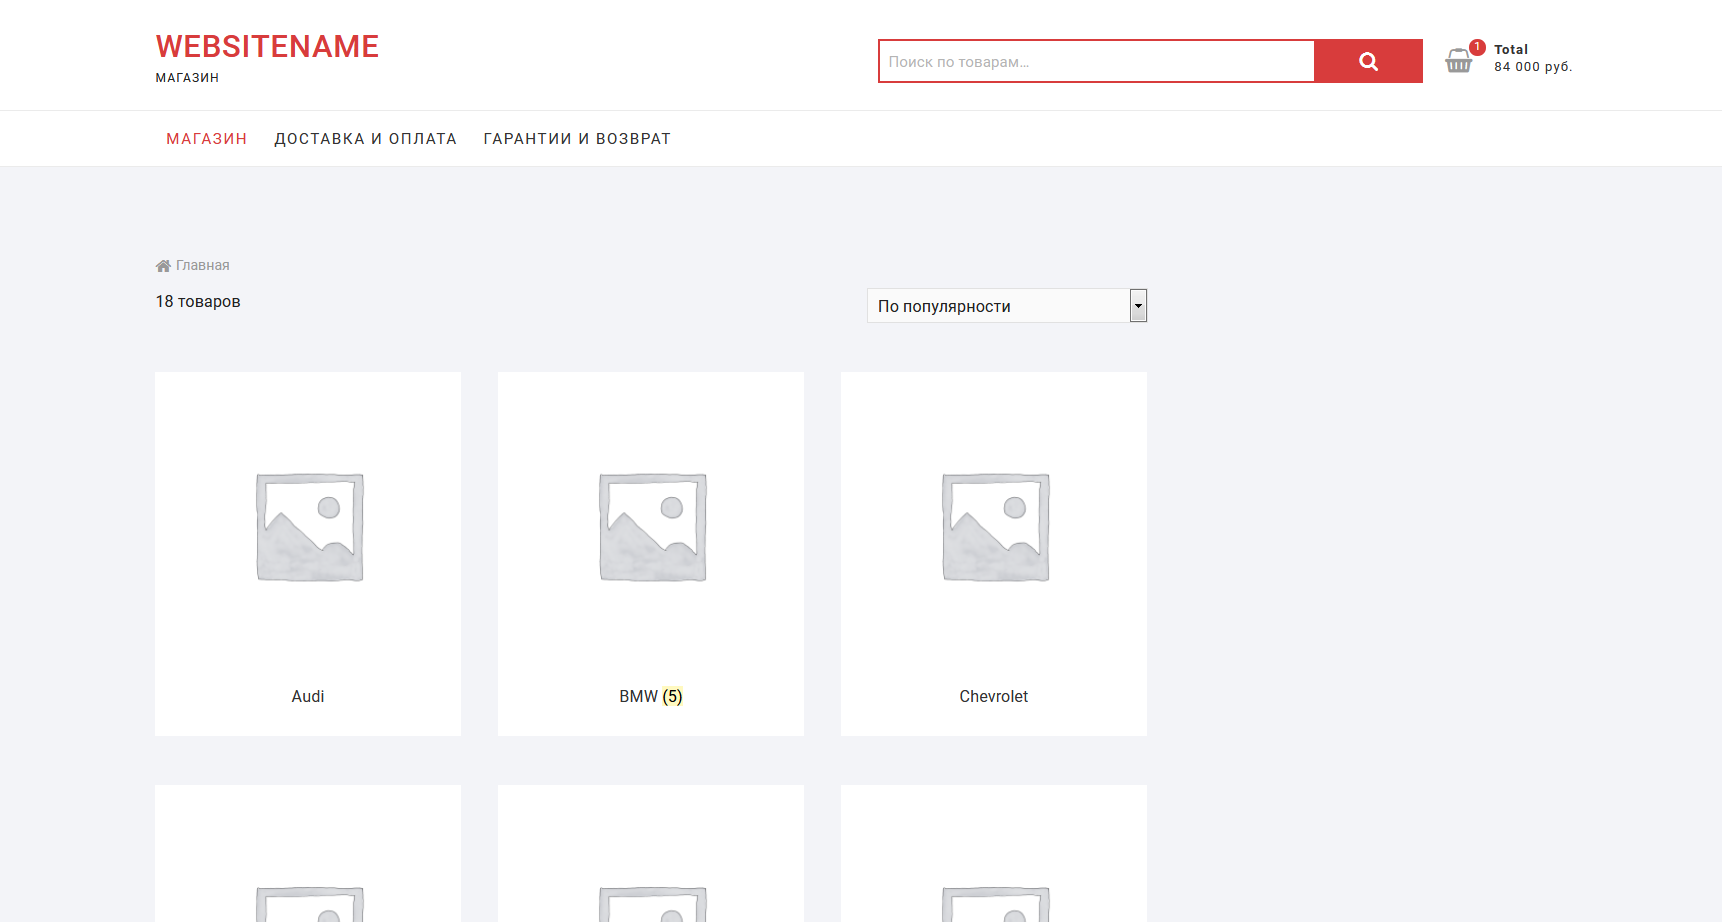 WEBSITENAME
МАГАЗИН
Поиск по товарам…
1
Total
84 000 руб.
МАГАЗИН ДОСТАВКА И ОПЛАТА ГАРАНТИИ И ВОЗВРАТ
Главная
18 товаров
По популярности
Audi
BMW (5)
Chevrolet